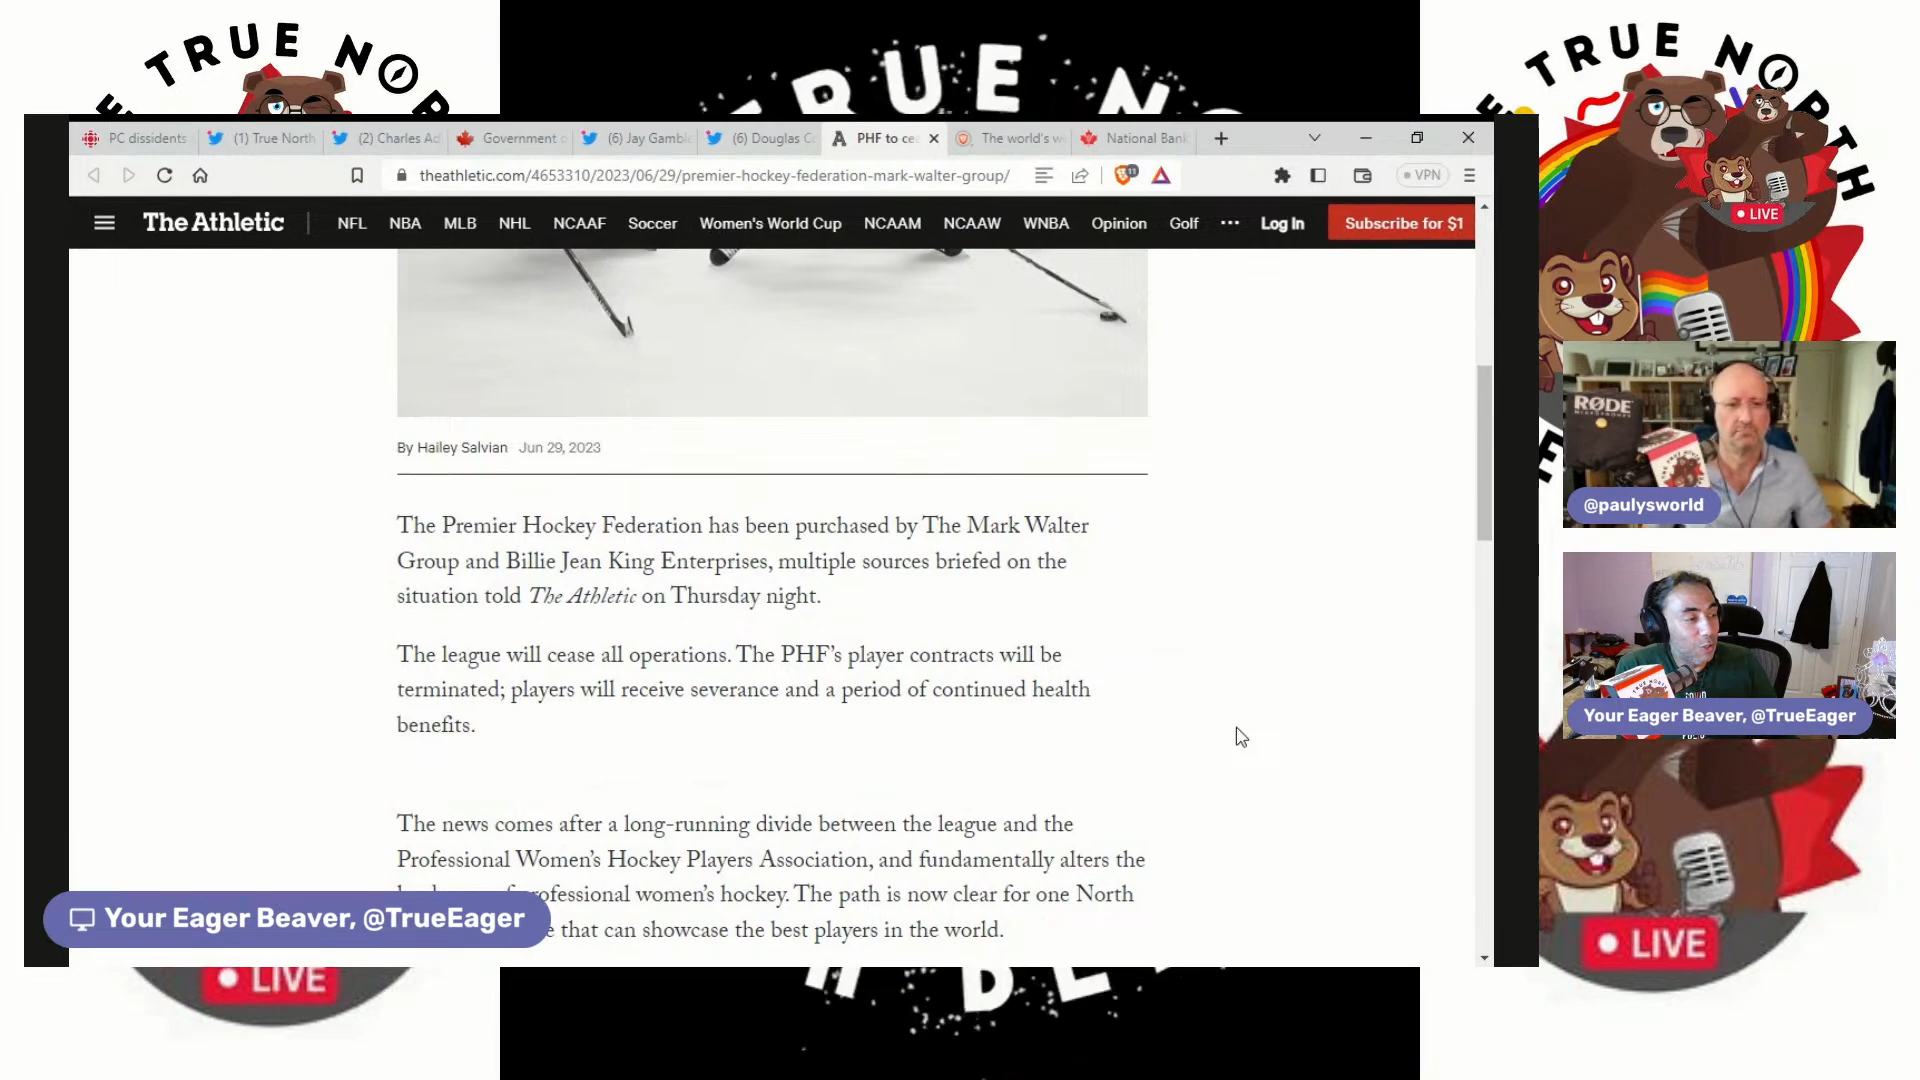 TRUE NORTH
TRUE NO
TRUE NORTH
LIVE
PC dissidents
(1) True North
(2) Charles Ad
Government o
(6) Jay Gambl
(6) Douglas Co
PHF to cea
The world's w
National Bank
theathletic.com/4653310/2023/06/29/premier-hockey-federation-mark-walter-group/
11
VPN
The Athletic
NFL
NBA
MLB
NHL
NCAAF
Soccer
Women's World Cup
NCAAM
NCAAW
WNBA
Opinion
Golf
Log In
Subscribe for $1
By Hailey Salvian Jun 29, 2023
The Premier Hockey Federation has been purchased by The Mark Walter
Group and Billie Jean King Enterprises, multiple sources briefed on the
situation told The Athletic on Thursday night.
The league will cease all operations. The PHF's player contracts will be
terminated; players will receive severance and a period of continued health
benefits.
The news comes after a long-running divide between the league and the
Professional Women's Hockey Players Association, and fundamentally alters the
professional women's hockey. The path is now clear for one North
that can showcase the best players in the world.
RØDE
@paulysworld
Your Eager Beaver, @TrueEager
Your Eager Beaver, @TrueEager
LIVE
LIVE